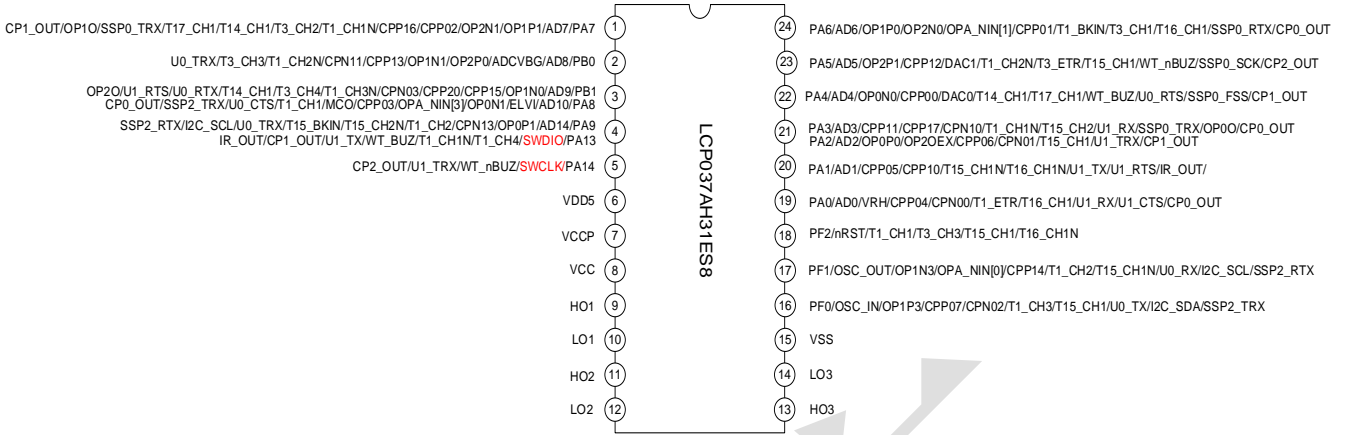 CP1_OUT/OP1O/SSP0_TRX/T17_CH1/T14_CH1/T3_CH2/T1_CH1N/CPP16/CPP02/OP2N1/OP1P1/AD7/PA7 1
U0_TRX/T3_CH3/T1_CH2N/CPN11/CPP13/OP1N1/OP2P0/ADCVBG/AD8/PB0 2
OP2O/U1_RTS/U0_RTX/T14_CH1/T3_CH4/T1_CH3N/CPN03/CPP20/CPP15/OP1N0/AD9/PB1
CP0_OUT/SSP2_TRX/U0_CTS/T1_CH1/MCO/CPP03/OPA_NIN[3]/OP0N1/ELVI/AD10/PA8 3
SSP2_RTX/I2C_SCL/U0_TRX/T15_BKIN/T15_CH2N/T1_CH2/CPN13/OP0P1/AD14/PA9
IR_OUT/CP1_OUT/U1_TX/WT_BUZ/T1_CH1N/T1_CH4/SWDIO/PA13 4
CP2_OUT/U1_TRX/WT_nBUZ/SWCLK/PA14 5
VDD5 6
VCCP 7
VCC 8
HO1 9
LO1 10
HO2 11
LO2 12
LCP037AH31ES8
24 PA6/AD6/OP1P0/OP2N0/OPA_NIN[1]/CPP01/T1_BKIN/T3_CH1/T16_CH1/SSP0_RTX/CP0_OUT
23 PA5/AD5/OP2P1/CPP12/DAC1/T1_CH2N/T3_ETR/T15_CH1/WT_nBUZ/SSP0_SCK/CP2_OUT
22 PA4/AD4/OP0N0/CPP00/DAC0/T14_CH1/T17_CH1/WT_BUZ/U0_RTS/SSP0_FSS/CP1_OUT
21 PA3/AD3/CPP11/CPP17/CPN10/T1_CH1N/T15_CH2/U1_RX/SSP0_TRX/OP0O/CP0_OUT
PA2/AD2/OP0P0/OP2OEX/CPP06/CPN01/T15_CH1/U1_TRX/CP1_OUT
20 PA1/AD1/CPP05/CPP10/T15_CH1N/T16_CH1N/U1_TX/U1_RTS/IR_OUT/
19 PA0/AD0/VRH/CPP04/CPN00/T1_ETR/T16_CH1/U1_RX/U1_CTS/CP0_OUT
18 PF2/nRST/T1_CH1/T3_CH3/T15_CH1/T16_CH1N
17 PF1/OSC_OUT/OP1N3/OPA_NIN[0]/CPP14/T1_CH2/T15_CH1N/U0_RX/I2C_SCL/SSP2_RTX
16 PF0/OSC_IN/OP1P3/CPP07/CPN02/T1_CH3/T15_CH1/U0_TX/I2C_SDA/SSP2_TRX
15 VSS
14 LO3
13 HO3